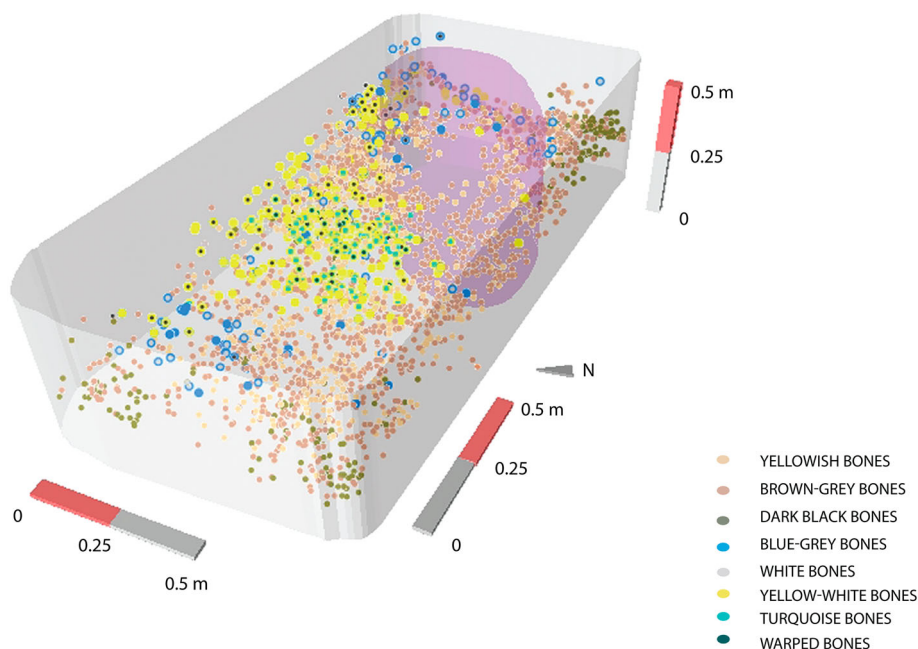 0.5 m
0.25
0
N
0.5 m
0.25
0
0
0.25
0.5 m
YELLOWISH BONES
BROWN-GREY BONES
DARK BLACK BONES
BLUE-GREY BONES
WHITE BONES
YELLOW-WHITE BONES
TURQUOISE BONES
WARPED BONES